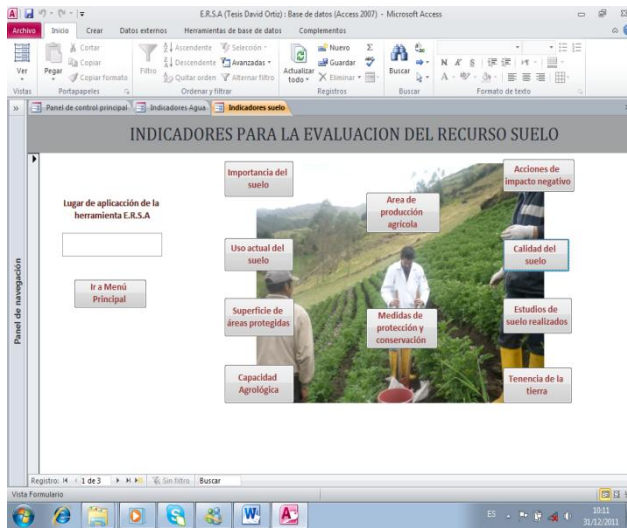 E.R.S.A (Tesis David Ortiz) : Base de datos (Access 2007) - Microsoft Access
Archivo Inicio Crear Datos externos Herramientas de base de datos Complementos
Ver
Pegar
Cortar
Copiar
Copiar formato
Filtro
Ascendente
Descendente
Quitar orden
Selección
Avanzadas
Alternar filtro
Actualizar todo
Nuevo
Guardar
Eliminar
Buscar
N K S
Vistas Portapapeles Ordenar y filtrar Registros Buscar Formato de texto
Panel de control principal Indicadores Agua Indicadores suelo
INDICADORES PARA LA EVALUACION DEL RECURSO SUELO
Panel de navegación
Lugar de aplicacción de la
herramienta E.R.S.A
Ir a Menú
Principal
Importancia del
suelo
Uso actual del
suelo
Superficie de
áreas protegidas
Capacidad
Agrológica
Area de
producción
agrícola
Medidas de
protección y
conservación
Acciones de
impacto negativo
Calidad del
suelo
Estudios de
suelo realizados
Tenencia de la
tierra
Registro: 1 de 3 Sin filtro Buscar
Vista Formulario
ES
10:11
31/12/2011